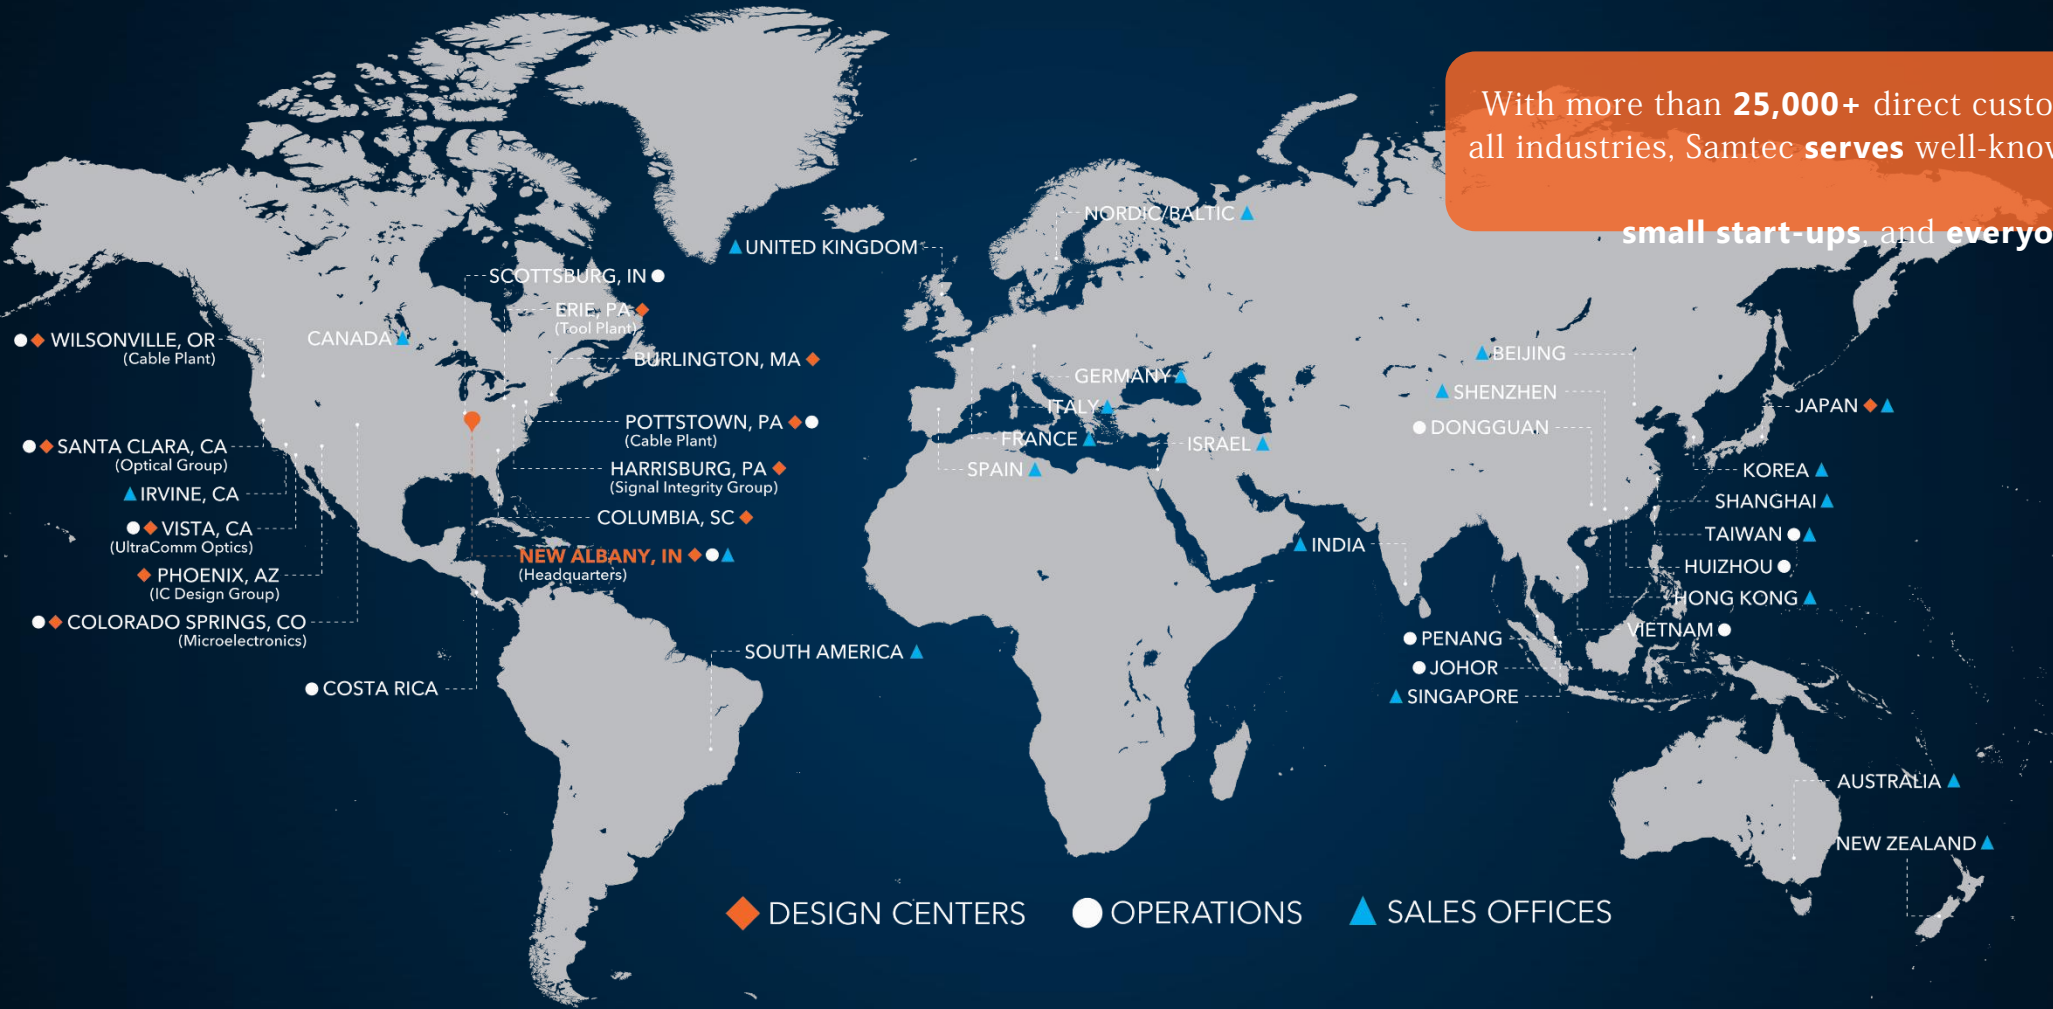 With more than 25,000+ direct custo
all industries, Samtec serves well-know
small start-ups, and everyo
NORDIC/BALTIC
UNITED KINGDOM
SCOTTSBURG, IN
ERIE, PA
(Tool Plant)
WILSONVILLE, OR
(Cable Plant)
CANADA
BURLINGTON, MA
BEIJING
GERMANY
SHENZHEN
ITALY
JAPAN
POTTSTOWN, PA
(Cable Plant)
DONGGUAN
FRANCE
ISRAEL
SANTA CLARA, CA
(Optical Group)
HARRISBURG, PA
(Signal Integrity Group)
SPAIN
KOREA
IRVINE, CA
SHANGHAI
COLUMBIA, SC
VISTA, CA
(UltraComm Optics)
TAIWAN
INDIA
NEW ALBANY, IN
(Headquarters)
HUIZHOU
PHOENIX, AZ
(IC Design Group)
HONG KONG
COLORADO SPRINGS, CO
(Microelectronics)
VIETNAM
PENANG
SOUTH AMERICA
JOHOR
COSTA RICA
SINGAPORE
AUSTRALIA
NEW ZEALAND
DESIGN CENTERS
OPERATIONS
SALES OFFICES